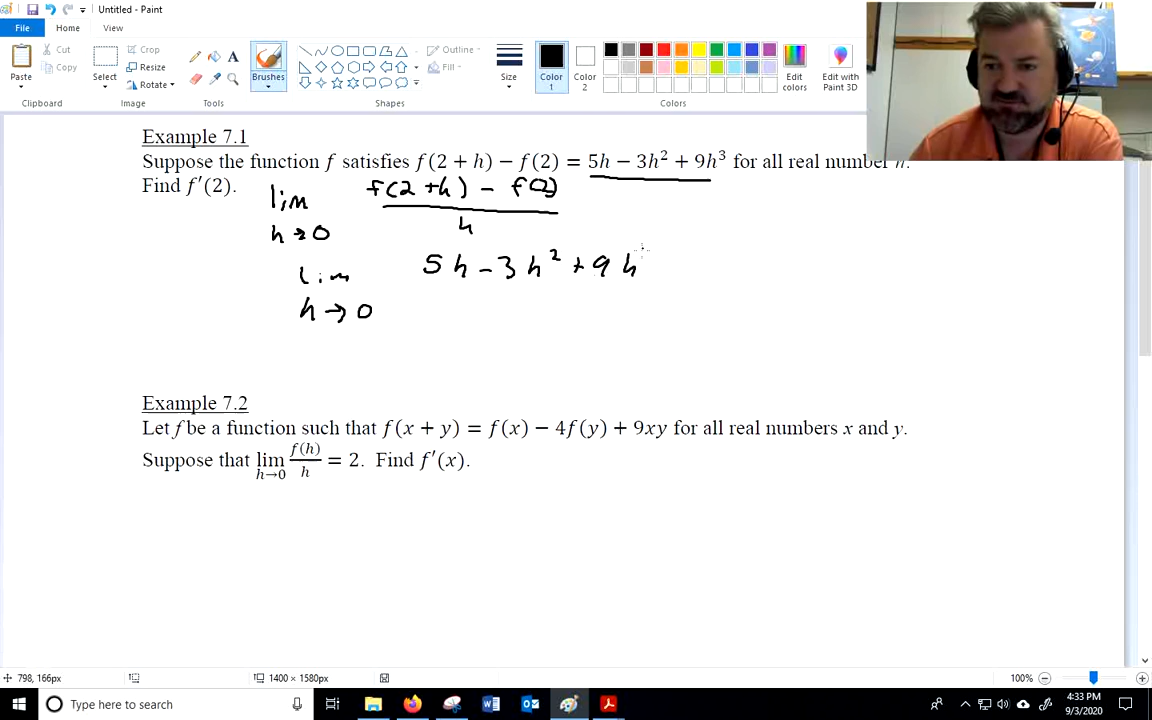 Untitled - Paint
File Home View
Paste
Cut
Copy
Clipboard
Select
Crop
Resize
Rotate
Image
Tools
Brushes
Shapes
Outline
Fill
Size
Color 1
Color 2
Colors
Edit colors
Edit with Paint 3D
Example 7.1
Suppose the function f satisfies f(2 + h) − f(2) = 5h − 3h² + 9h³ for all real number h.
Find f′(2).
lim h→0 f(2+h) - f(2) / h
lim h→0 5h - 3h² + 9h
Example 7.2
Let f be a function such that f(x + y) = f(x) − 4f(y) + 9xy for all real numbers x and y.
Suppose that lim h→0 f(h)/h = 2. Find f′(x).
798, 166px
1400 × 1580px
100%
Type here to search
4:33 PM
9/3/2020